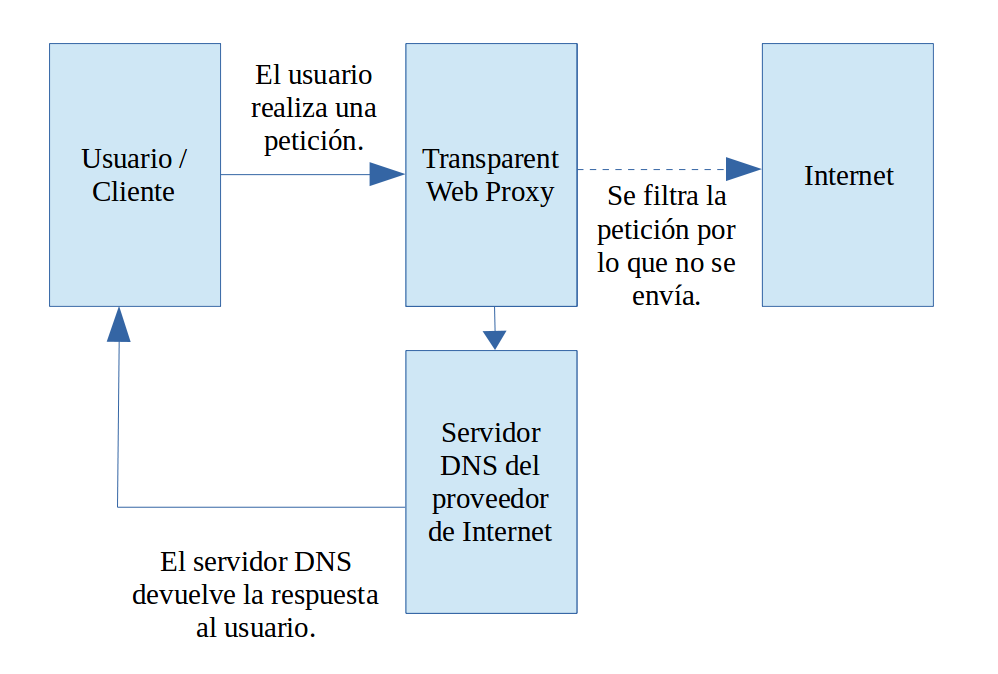 Usuario /
Cliente
El usuario
realiza una
petición.
Transparent
Web Proxy
Se filtra la
petición por
lo que no se
envía.
Internet
Servidor
DNS del
proveedor
de Internet
El servidor DNS
devuelve la respuesta
al usuario.